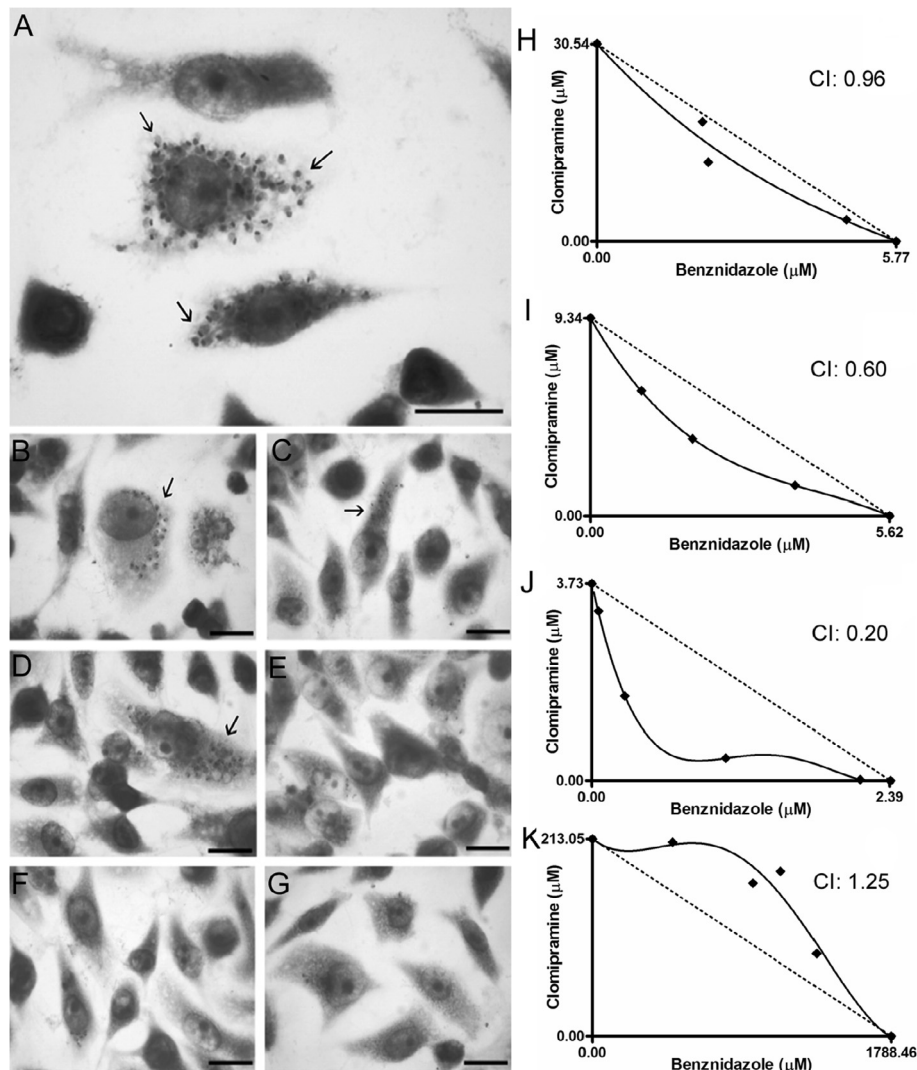 A
B
C
D
E
F
G
H
30.54
Clomipramine (μM)
CI: 0.96
0.00
0.00
5.77
Benznidazole (μM)
I
9.34
Clomipramine (μM)
CI: 0.60
0.00
0.00
5.62
Benznidazole (μM)
J
3.73
Clomipramine (μM)
CI: 0.20
0.00
0.00
2.39
Benznidazole (μM)
K
213.05
Clomipramine (μM)
CI: 1.25
0.00
0.00
1788.46
Benznidazole (μM)